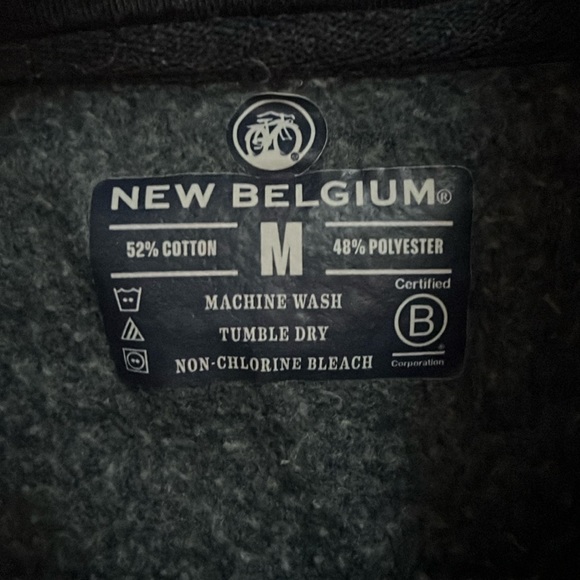 NEW BELGIUM®
52% COTTON M 48% POLYESTER
Certified
MACHINE WASH
B
TUMBLE DRY
NON-CHLORINE BLEACH
Corporation